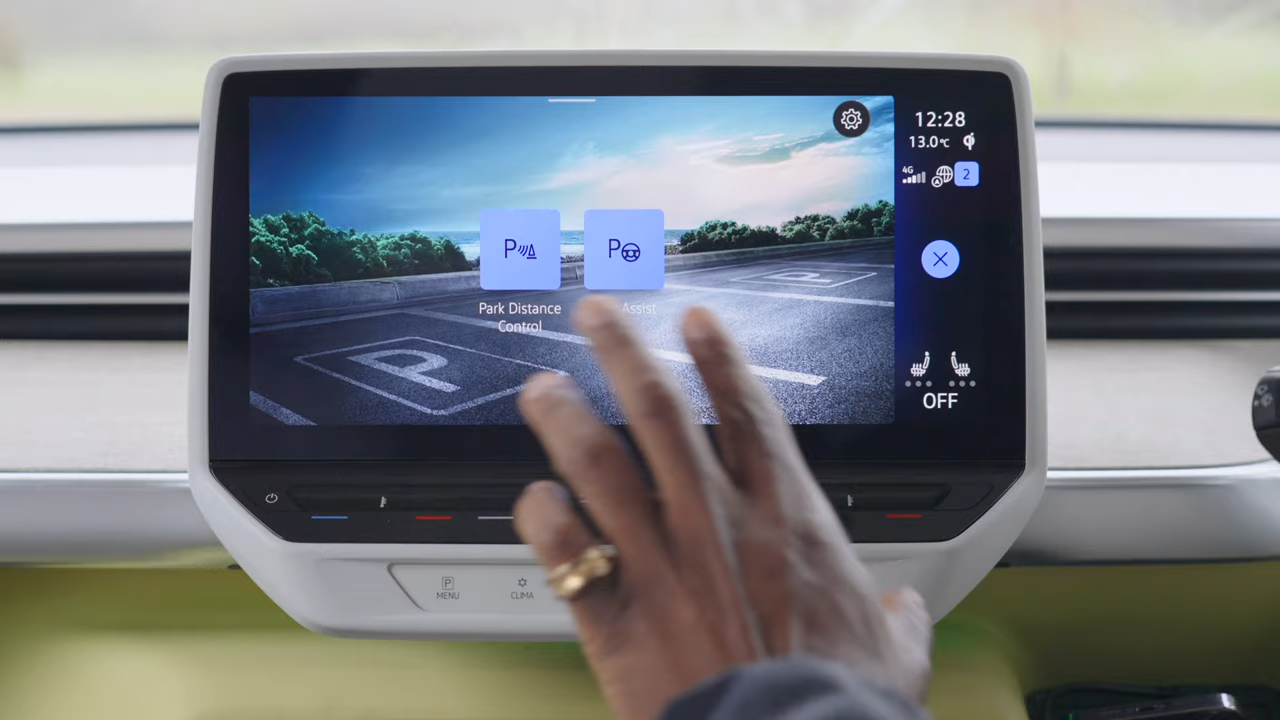 12:28
13.0°C
4G
2
P
P
P
Park Distance
Control
Assist
P
OFF
P
MENU
CLIMA